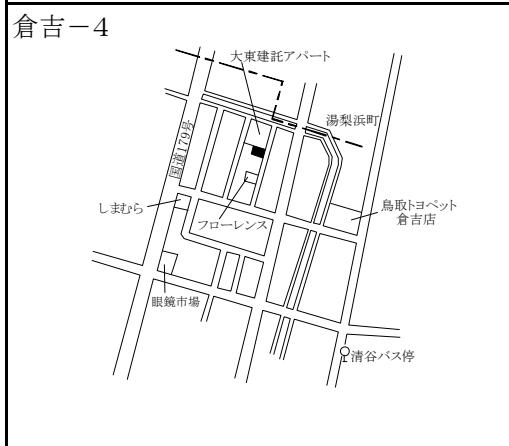 倉吉－4
大東建託アパート
湯梨浜町
国道179号
しまむら
フローレンス
鳥取トヨペット
倉吉店
眼鏡市場
清谷バス停